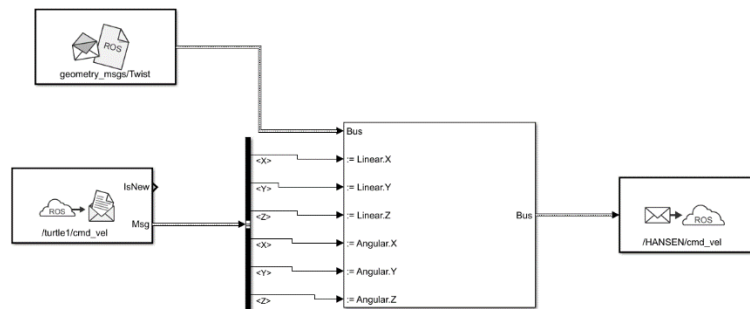 ROS
geometry_msgs/Twist
IsNew
ROS
Msg
/turtle1/cmd_vel
<X>
<Y>
<Z>
<X>
<Y>
<Z>
Bus
:= Linear.X
:= Linear.Y
:= Linear.Z
:= Angular.X
:= Angular.Y
:= Angular.Z
Bus
ROS
/HANSEN/cmd_vel